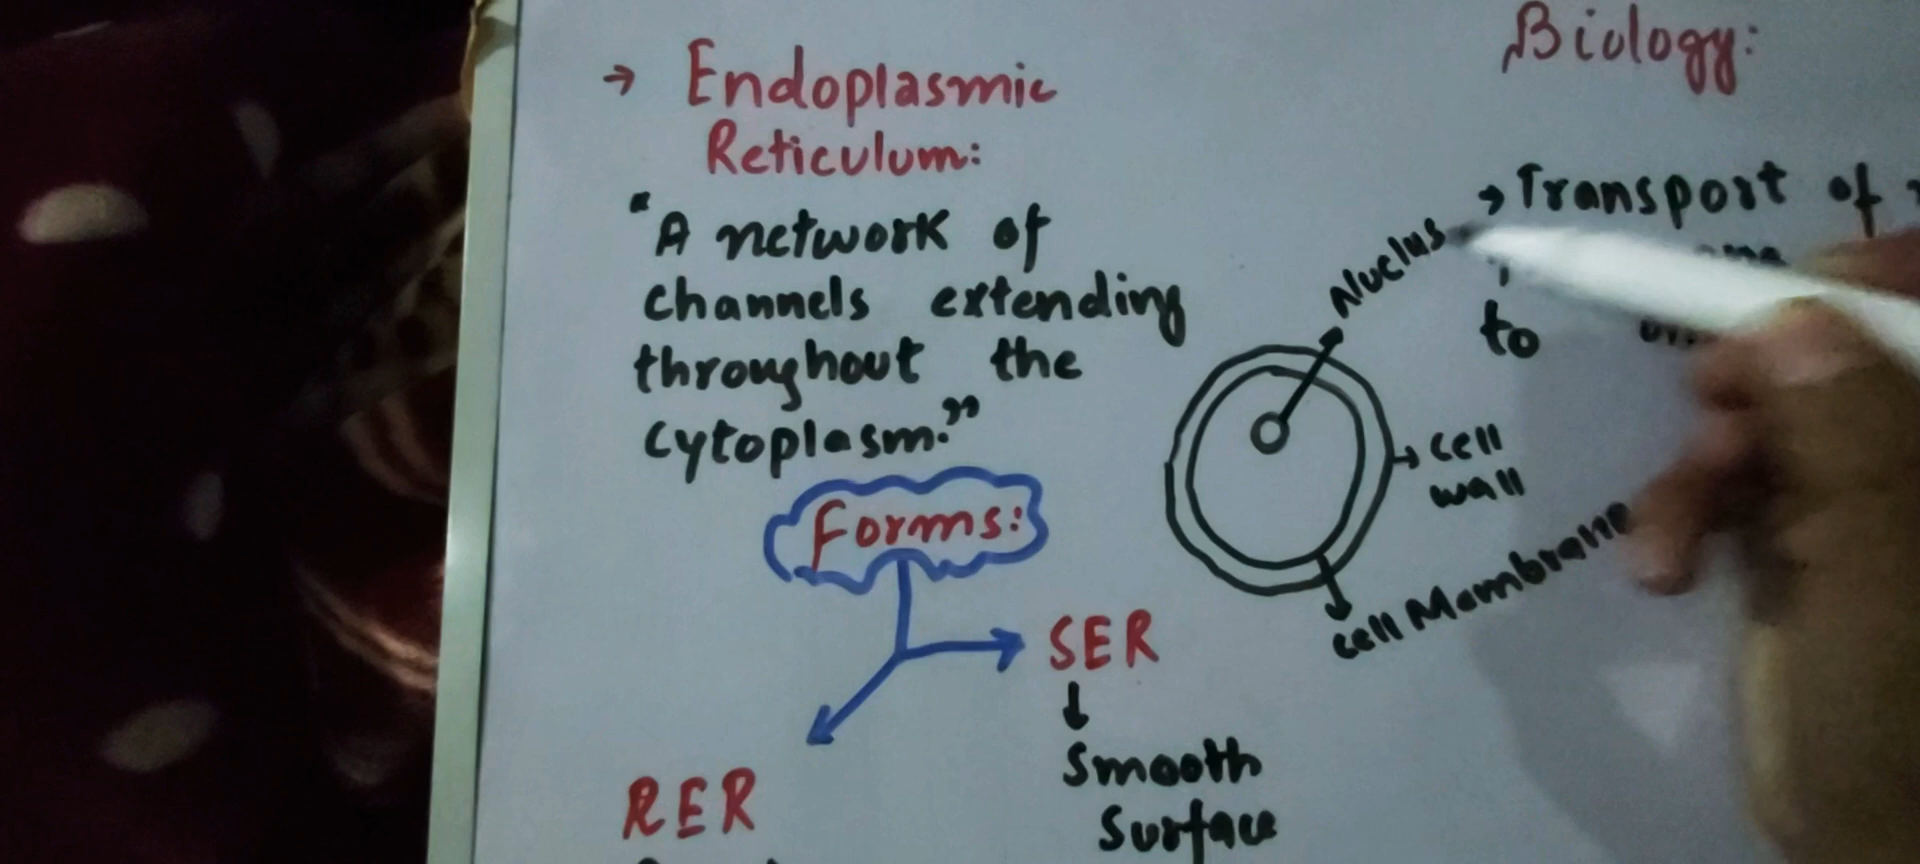 Biology:
→ Endoplasmic
Reticulum:
"A network of
channels extending
throughout the
cytoplasm."
Forms:
SER
↓
Smooth
Surface
RER
Nuclus
cell
wall
cell Mambrane
→ Transport of
to